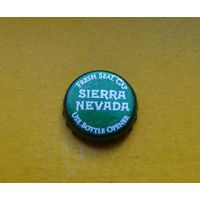 FRESH SEAL CAP
SIERRA
NEVADA
USE BOTTLE OPENER